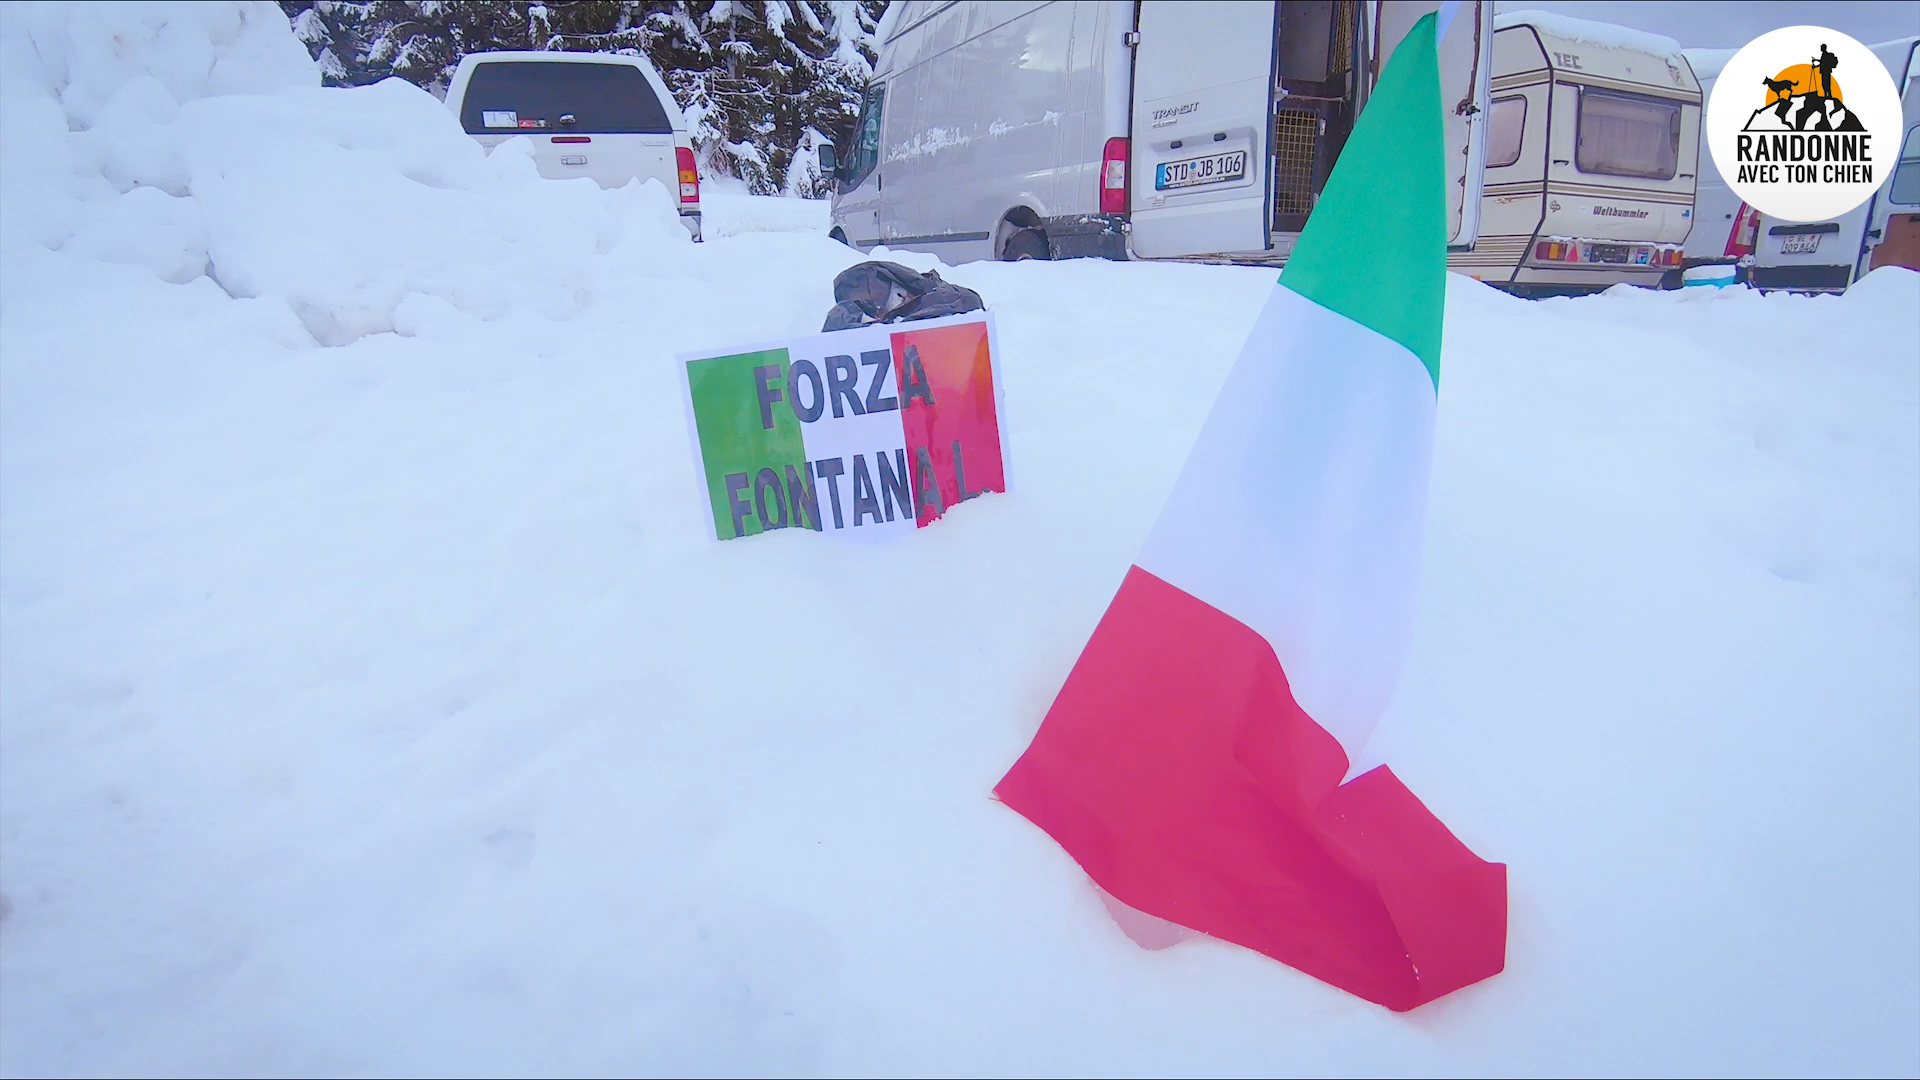 FORZA
FONTANA L.
TRANSIT
STD JB 106
TEC
Weltbummler
RANDONNE
AVEC TON CHIEN